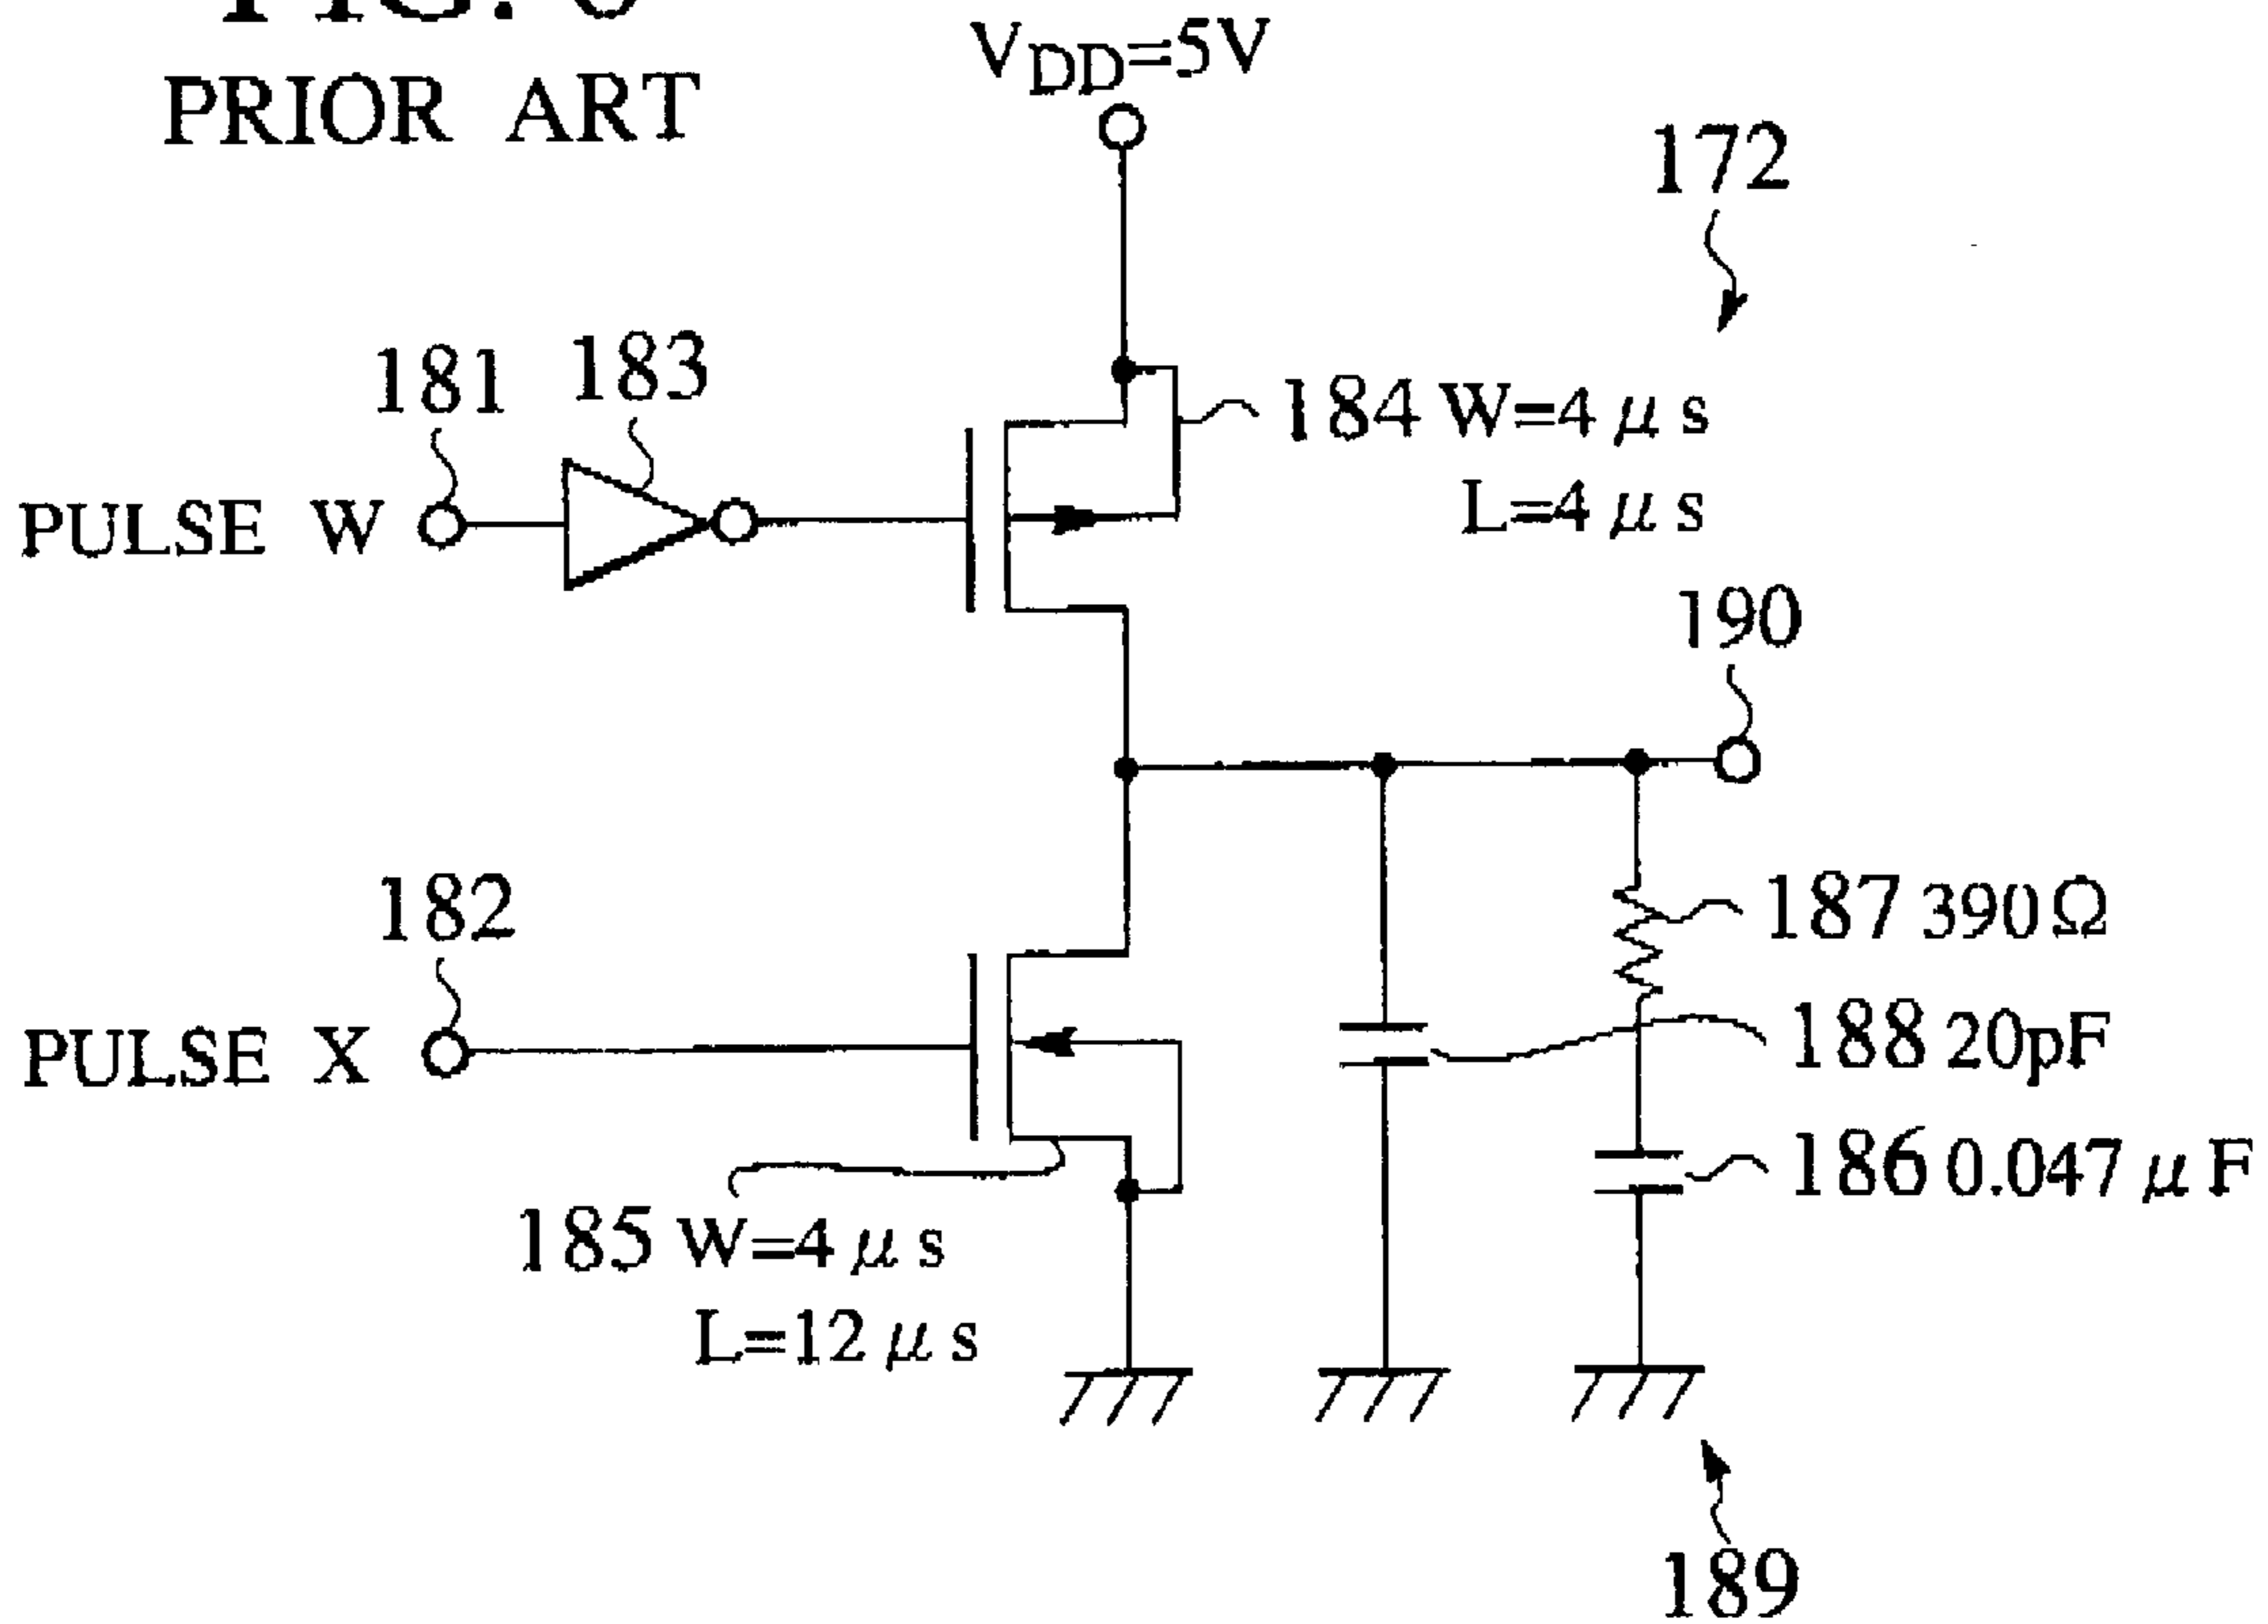 PRIOR ART
V_DD=5V
172
181
183
184 W=4 μ s
L=4 μ s
PULSE W
190
182
187 390Ω
188 20pF
PULSE X
186 0.047 μ F
185 W=4 μ s
L=12 μ s
189